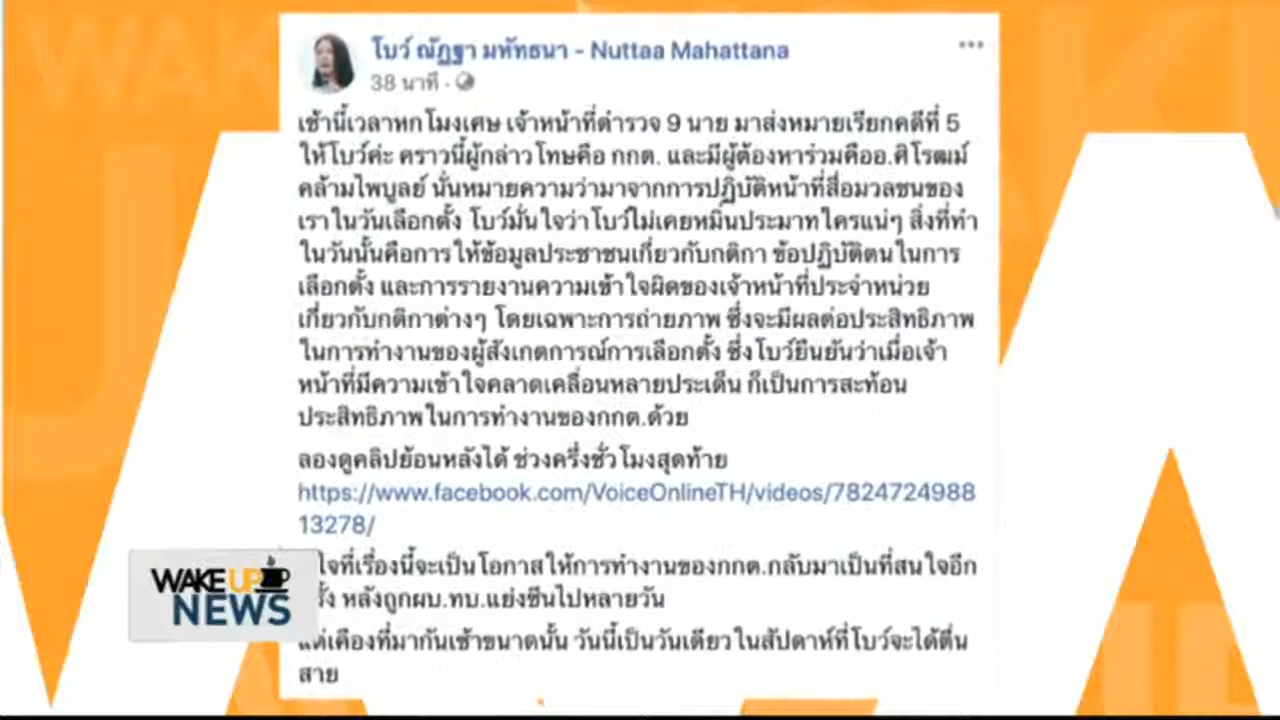 โบว์ ณัฏฐา มหัทธนา - Nuttaa Mahattana
38 นาที ·
เช้านี้เวลาหกโมงเศษ เจ้าหน้าที่ตำรวจ 9 นาย มาส่งหมายเรียกคดีที่ 5
ให้โบว์ค่ะ คราวนี้ผู้กล่าวโทษคือ กกต. และมีผู้ต้องหาร่วมคืออ.ศิโรฒม์
คล้ามไพบูลย์ นั่นหมายความว่ามาจากการปฏิบัติหน้าที่สื่อมวลชนของ
เราในวันเลือกตั้ง โบว์มั่นใจว่าโบว์ไม่เคยหมิ่นประมาทใครแน่ๆ สิ่งที่ทำ
ในวันนั้นคือการให้ข้อมูลประชาชนเกี่ยวกับกติกา ข้อปฏิบัติตนในการ
เลือกตั้ง และการรายงานความเข้าใจผิดของเจ้าหน้าที่ประจำหน่วย
เกี่ยวกับกติกาต่างๆ โดยเฉพาะการถ่ายภาพ ซึ่งจะมีผลต่อประสิทธิภาพ
ในการทำงานของผู้สังเกตการณ์การเลือกตั้ง ซึ่งโบว์ยืนยันว่าเมื่อเจ้า
หน้าที่มีความเข้าใจคลาดเคลื่อนหลายประเด็น ก็เป็นการสะท้อน
ประสิทธิภาพในการทำงานของกกต.ด้วย
ลองดูคลิปย้อนหลังได้ ช่วงครึ่งชั่วโมงสุดท้าย
https://www.facebook.com/VoiceOnlineTH/videos/7824724988
13278/
ใจที่เรื่องนี้จะเป็นโอกาสให้การทำงานของกกต.กลับมาเป็นที่สนใจอีก
หลังถูกผบ.ทบ.แย่งซีนไปหลายวัน
แต่เคืองที่มากันเช้าขนาดนั้น วันนี้เป็นวันเดียวในสัปดาห์ที่โบว์จะได้ตื่น
สาย
WAKE UP
NEWS